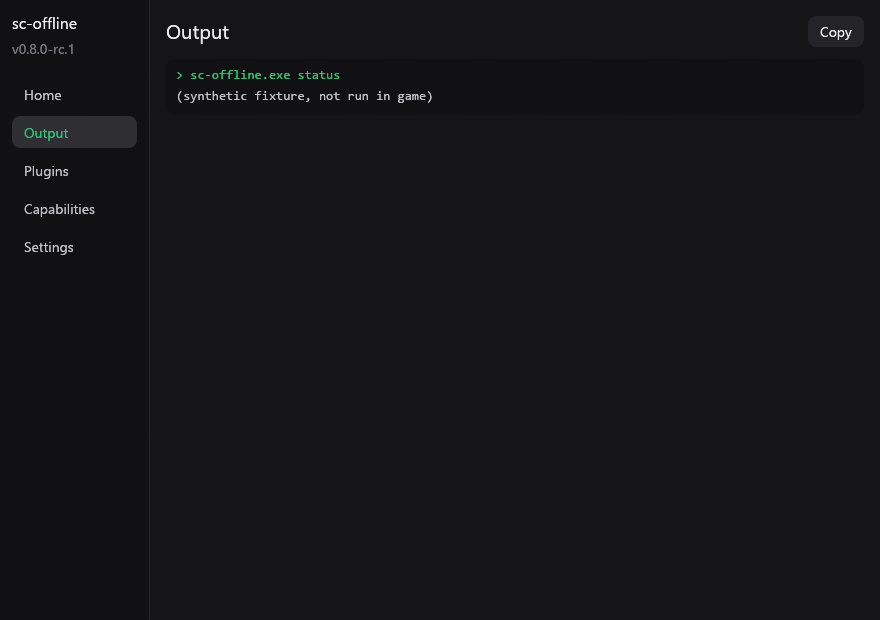 sc-offline
v0.8.0-rc.1
Home
Output
Plugins
Capabilities
Settings
Output
Copy
> sc-offline.exe status
(synthetic fixture, not run in game)